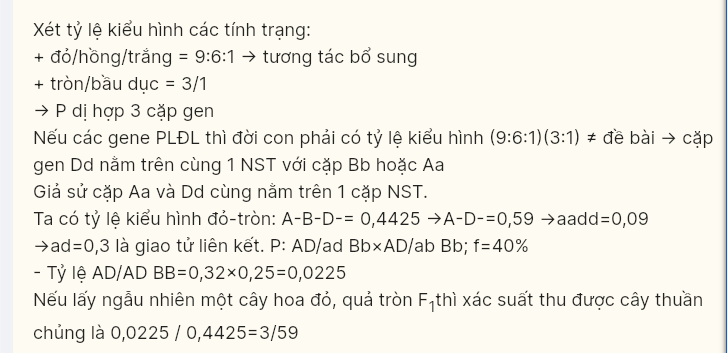 Xét tỷ lệ kiểu hình các tính trạng:
+ đỏ/hồng/trắng = 9:6:1 → tương tác bổ sung
+ tròn/bầu dục = 3/1
→ P dị hợp 3 cặp gen
Nếu các gene PLĐL thì đời con phải có tỷ lệ kiểu hình (9:6:1)(3:1) ≠ đề bài → cặp
gen Dd nằm trên cùng 1 NST với cặp Bb hoặc Aa
Giả sử cặp Aa và Dd cùng nằm trên 1 cặp NST.
Ta có tỷ lệ kiểu hình đỏ-tròn: A-B-D-= 0,4425 →A-D-=0,59 →aadd=0,09
→ad=0,3 là giao tử liên kết. P: AD/ad Bb×AD/ab Bb; f=40%
- Tỷ lệ AD/AD BB=0,32×0,25=0,0225
Nếu lấy ngẫu nhiên một cây hoa đỏ, quả tròn F₁thì xác suất thu được cây thuần
chủng là 0,0225 / 0,4425=3/59